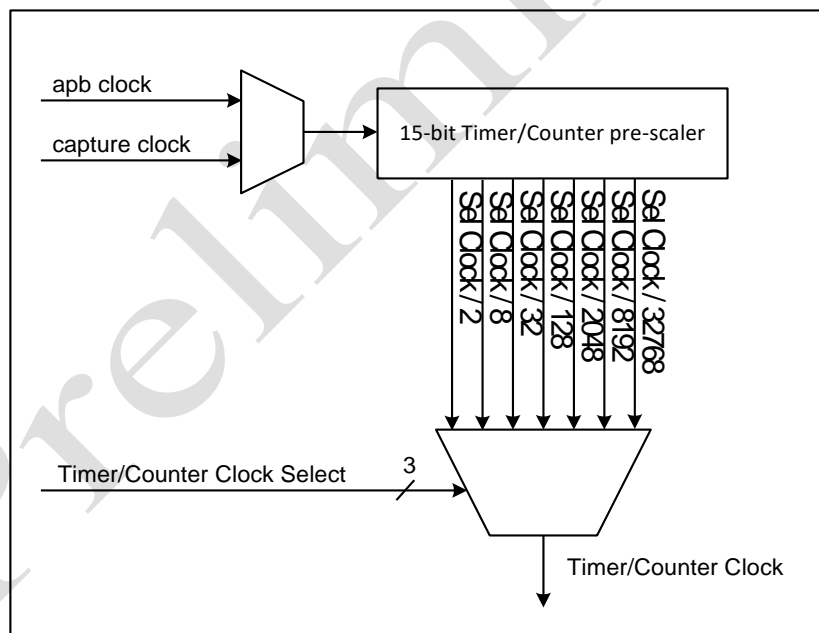 apb clock
capture clock
15-bit Timer/Counter pre-scaler
Sel Clock / 2
Sel Clock / 8
Sel Clock / 32
Sel Clock / 128
Sel Clock / 2048
Sel Clock / 8192
Sel Clock / 32768
Timer/Counter Clock Select
3
Timer/Counter Clock
Prelim